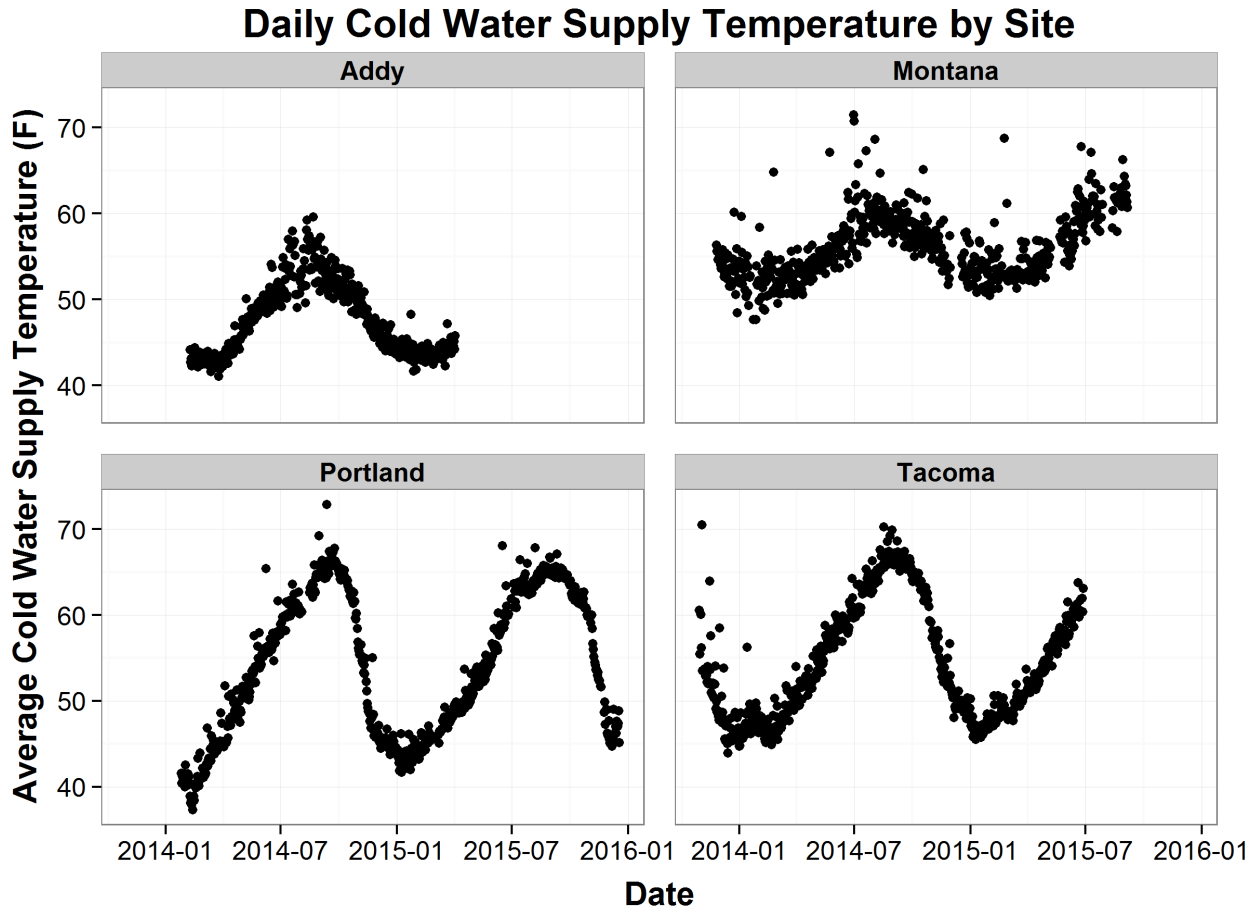 Daily Cold Water Supply Temperature by Site
Addy
Montana
70
60
50
40
Portland
Tacoma
70
60
50
40
Average Cold Water Supply Temperature (F)
2014-01 2014-07 2015-01 2015-07 2016-01
2014-01 2014-07 2015-01 2015-07 2016-01
Date